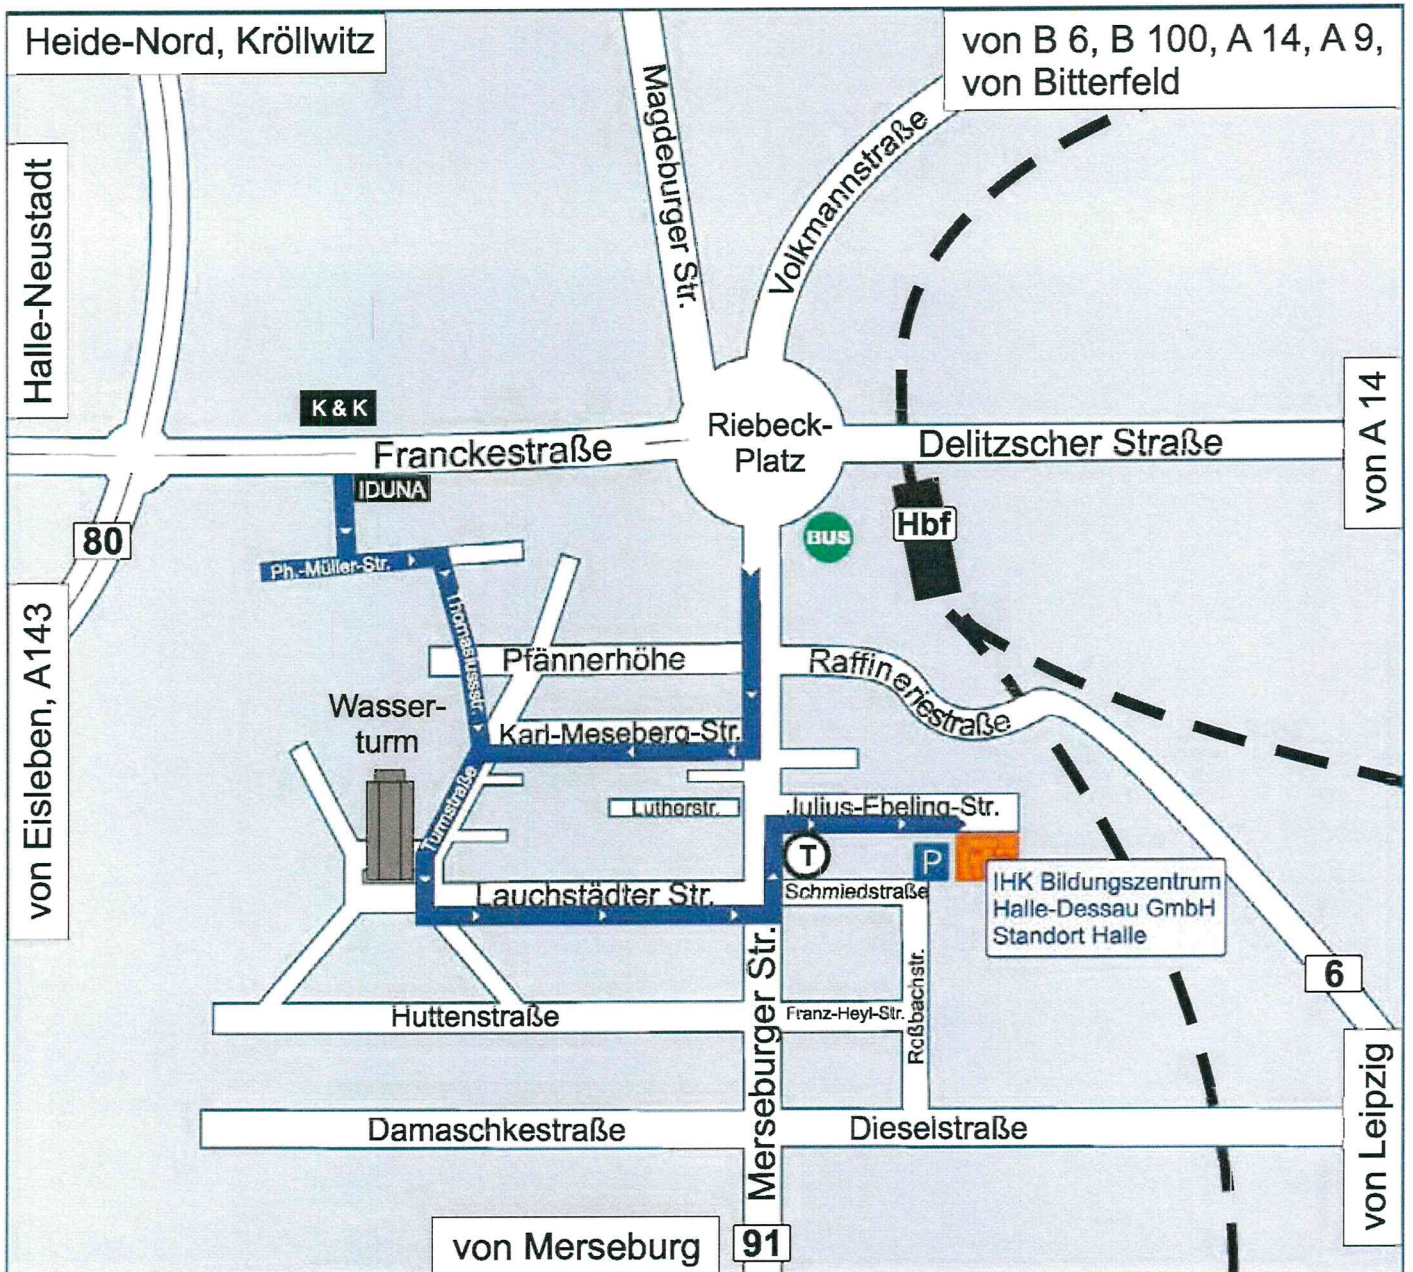 Heide-Nord, Kröllwitz
von B 6, B 100, A 14, A 9,
von Bitterfeld
Magdeburger Str.
Volkmannstraße
Halle-Neustadt
K & K
Franckestraße
Riebeck-
Platz
Delitzscher Straße
von A 14
IDUNA
80
BUS
Hbf
Ph.-Müller-Str.
Thomasiusstr.
Pfännerhöhe
Raffineriestraße
von Eisleben, A143
Wasser-
turm
Karl-Meseberg-Str.
Turmstraße
Lutherstr.
Julius-Ebeling-Str.
T
P
Lauchstädter Str.
Schmiedstraße
IHK Bildungszentrum
Halle-Dessau GmbH
Standort Halle
6
Merseburger Str.
Roßbachstr.
Huttenstraße
Franz-Heyl-Str.
von Leipzig
Damaschkestraße
Dieselstraße
von Merseburg
91